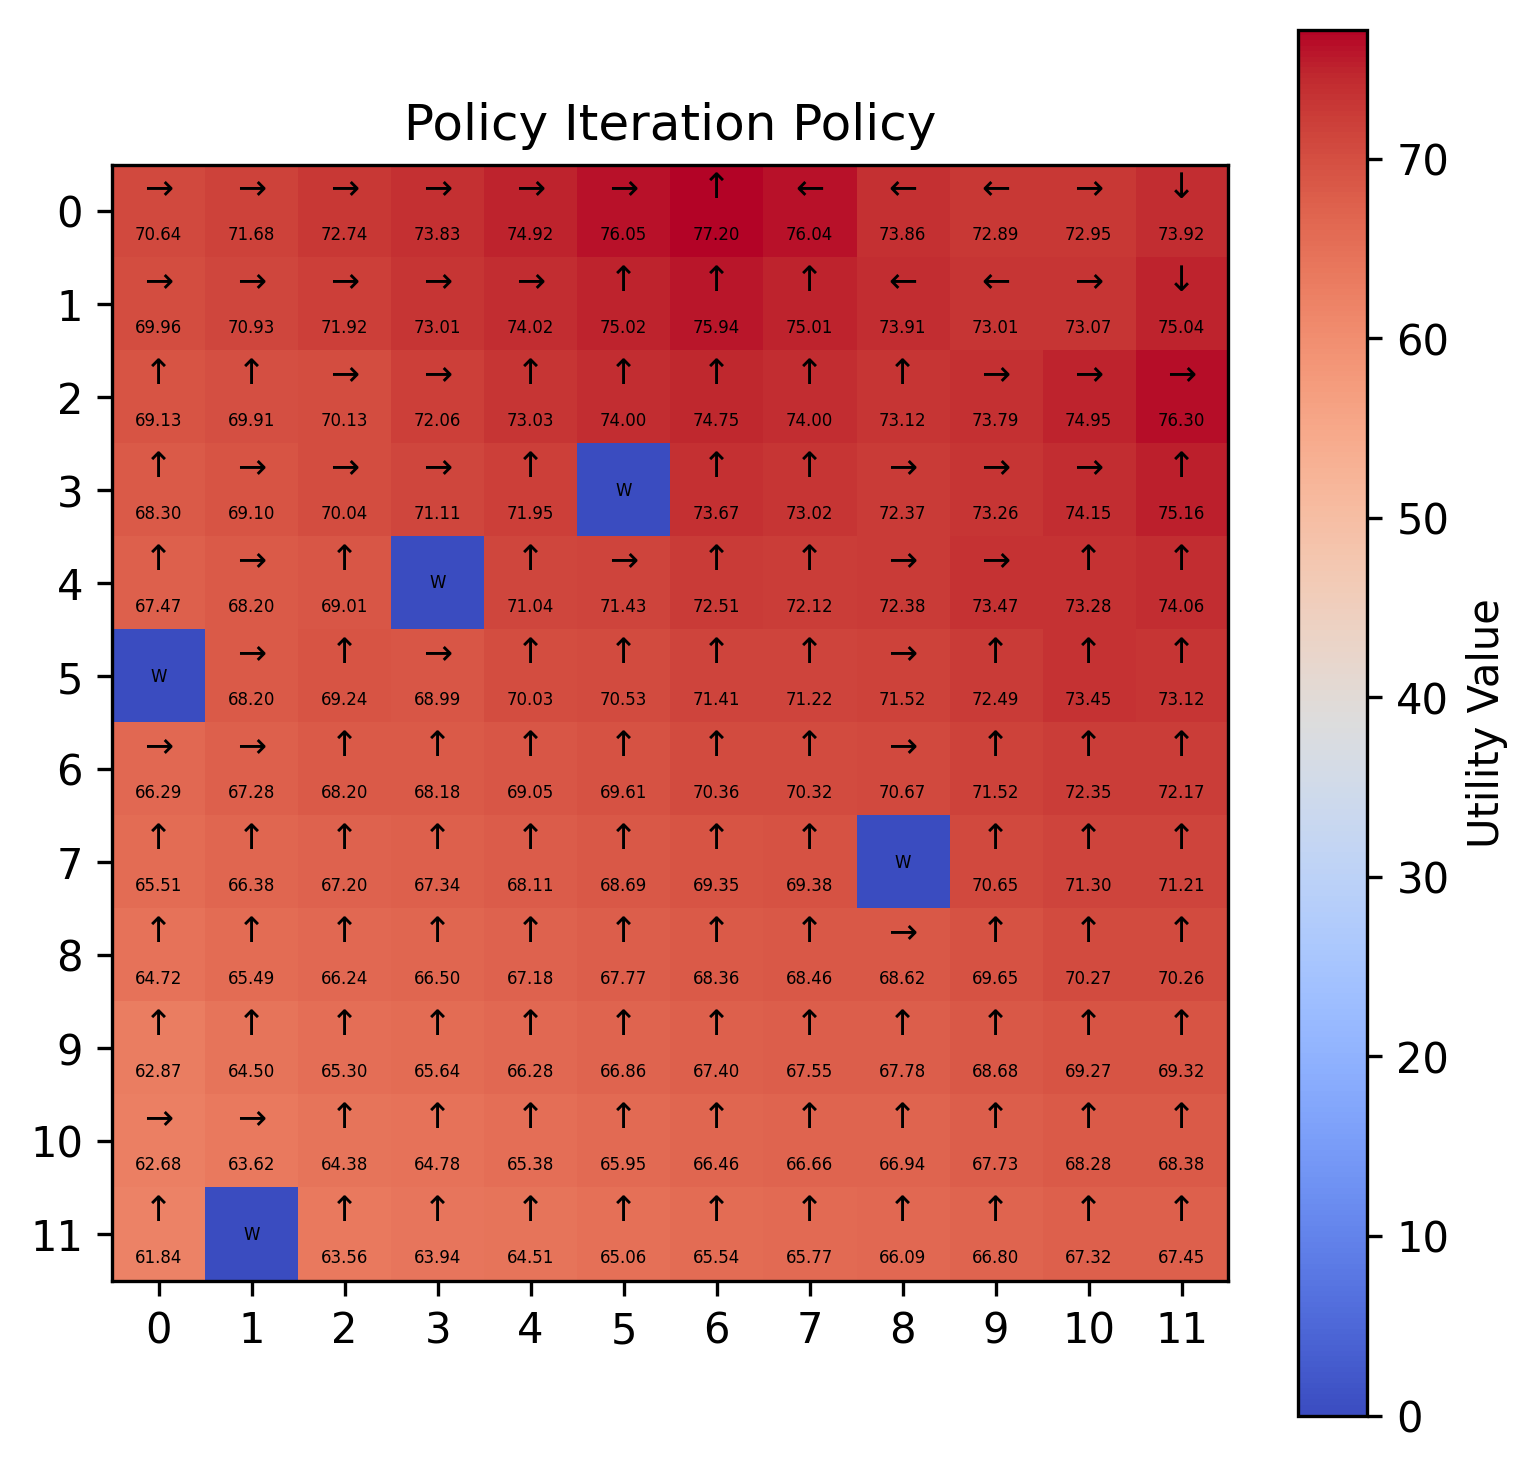 Policy Iteration Policy
0 → → → → → → ↑ ← ← ← → ↓
70.64 71.68 72.74 73.83 74.92 76.05 77.20 76.04 73.86 72.89 72.95 73.92
1 → → → → → ↑ ↑ ↑ ← ← → ↓
69.96 70.93 71.92 73.01 74.02 75.02 75.94 75.01 73.91 73.01 73.07 75.04
2 ↑ ↑ → → ↑ ↑ ↑ ↑ ↑ → → →
69.13 69.91 70.13 72.06 73.03 74.00 74.75 74.00 73.12 73.79 74.95 76.30
3 ↑ → → → ↑ W ↑ ↑ → → → ↑
68.30 69.10 70.04 71.11 71.95 73.67 73.02 72.37 73.26 74.15 75.16
4 ↑ → ↑ W ↑ → ↑ ↑ → → ↑ ↑
67.47 68.20 69.01 71.04 71.43 72.51 72.12 72.38 73.47 73.28 74.06
5 W → ↑ → ↑ ↑ ↑ ↑ → ↑ ↑ ↑
68.20 69.24 68.99 70.03 70.53 71.41 71.22 71.52 72.49 73.45 73.12
6 → → ↑ ↑ ↑ ↑ ↑ ↑ → ↑ ↑ ↑
66.29 67.28 68.20 68.18 69.05 69.61 70.36 70.32 70.67 71.52 72.35 72.17
7 ↑ ↑ ↑ ↑ ↑ ↑ ↑ ↑ W ↑ ↑ ↑
65.51 66.38 67.20 67.34 68.11 68.69 69.35 69.38 70.65 71.30 71.21
8 ↑ ↑ ↑ ↑ ↑ ↑ ↑ ↑ → ↑ ↑ ↑
64.72 65.49 66.24 66.50 67.18 67.77 68.36 68.46 68.62 69.65 70.27 70.26
9 ↑ ↑ ↑ ↑ ↑ ↑ ↑ ↑ ↑ ↑ ↑ ↑
62.87 64.50 65.30 65.64 66.28 66.86 67.40 67.55 67.78 68.68 69.27 69.32
10 → → ↑ ↑ ↑ ↑ ↑ ↑ ↑ ↑ ↑ ↑
62.68 63.62 64.38 64.78 65.38 65.95 66.46 66.66 66.94 67.73 68.28 68.38
11 ↑ W ↑ ↑ ↑ ↑ ↑ ↑ ↑ ↑ ↑ ↑
61.84 63.56 63.94 64.51 65.06 65.54 65.77 66.09 66.80 67.32 67.45
0 1 2 3 4 5 6 7 8 9 10 11
70
60
50
40
30
20
10
0
Utility Value